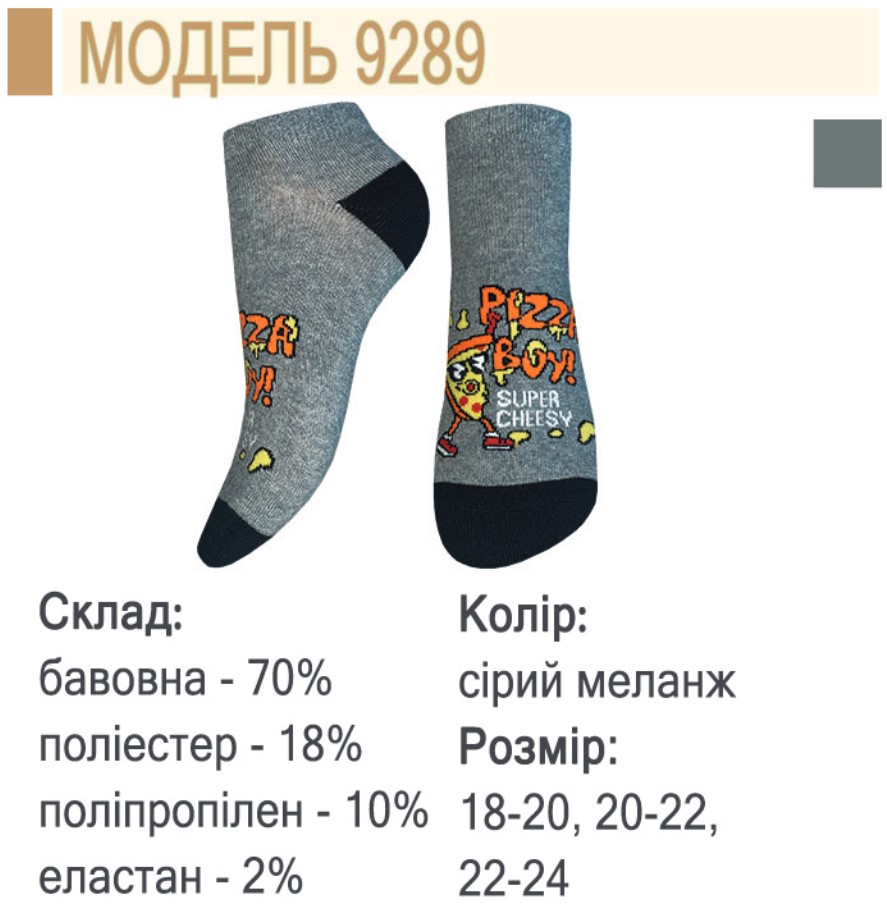 МОДЕЛЬ 9289
ZZA
Y!
PIZZA
BOY!
SUPER
CHEESY
Склад:
бавовна - 70%
поліестер - 18%
поліпропілен - 10%
еластан - 2%
Колір:
сірий меланж
Розмір:
18-20, 20-22,
22-24